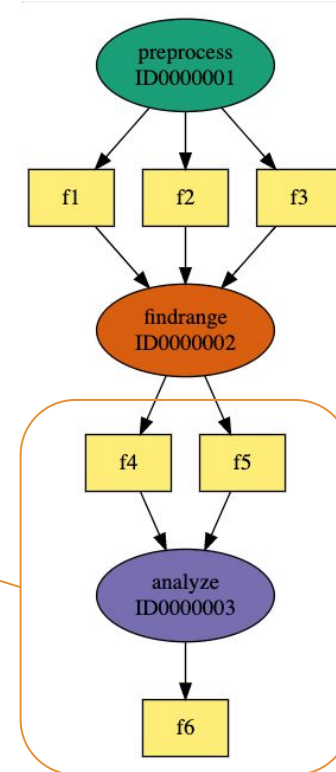 preprocess
ID0000001
f1 f2 f3
findrange
ID0000002
f4 f5
analyze
ID0000003
f6